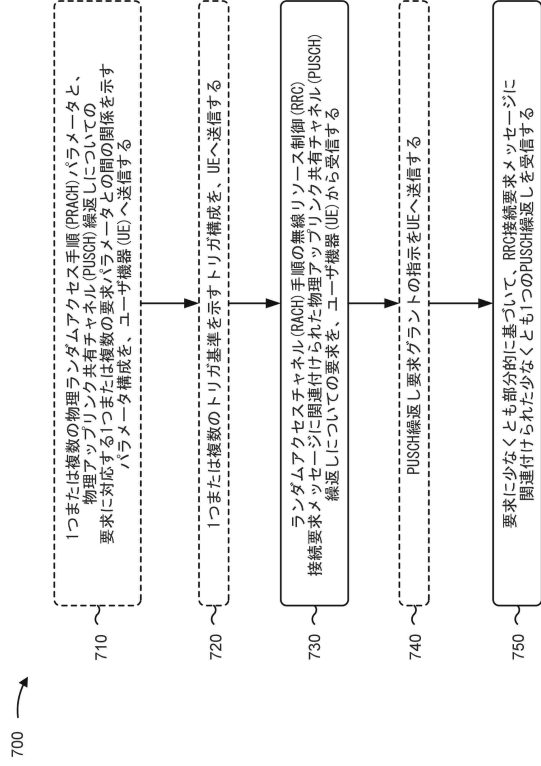 700
710
1つまたは複数の物理ランダムアクセス手順(PRACH)パラメータと、
物理アップリンク共有チャネル(PUSCH)繰返しについての
要求に対応する1つまたは複数の要求パラメータとの間の関係を示す
パラメータ構成を、ユーザ機器(UE)へ送信する
720
1つまたは複数のトリガ基準を示すトリガ構成を、UEへ送信する
730
ランダムアクセスチャネル(RACH)手順の無線リソース制御(RRC)
接続要求メッセージに関連付けられた物理アップリンク共有チャネル(PUSCH)
繰返しについての要求を、ユーザ機器(UE)から受信する
740
PUSCH繰返し要求グラントの指示をUEへ送信する
750
要求に少なくとも部分的に基づいて、RRC接続要求メッセージに
関連付けられた少なくとも1つのPUSCH繰返しを受信する